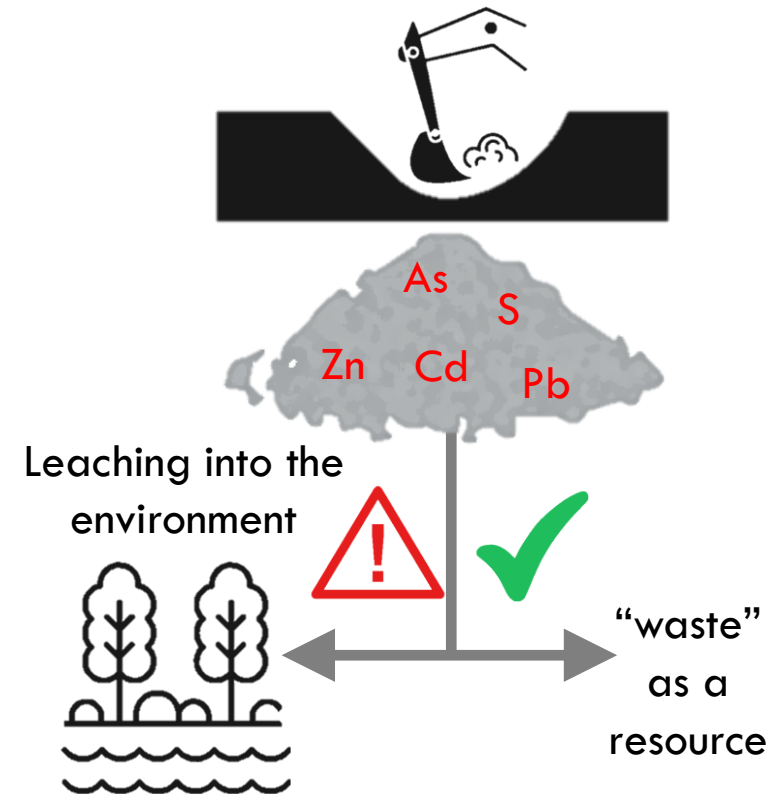 As
S
Zn
Cd
Pb
Leaching into the
environment
!
“waste”
as a
resource